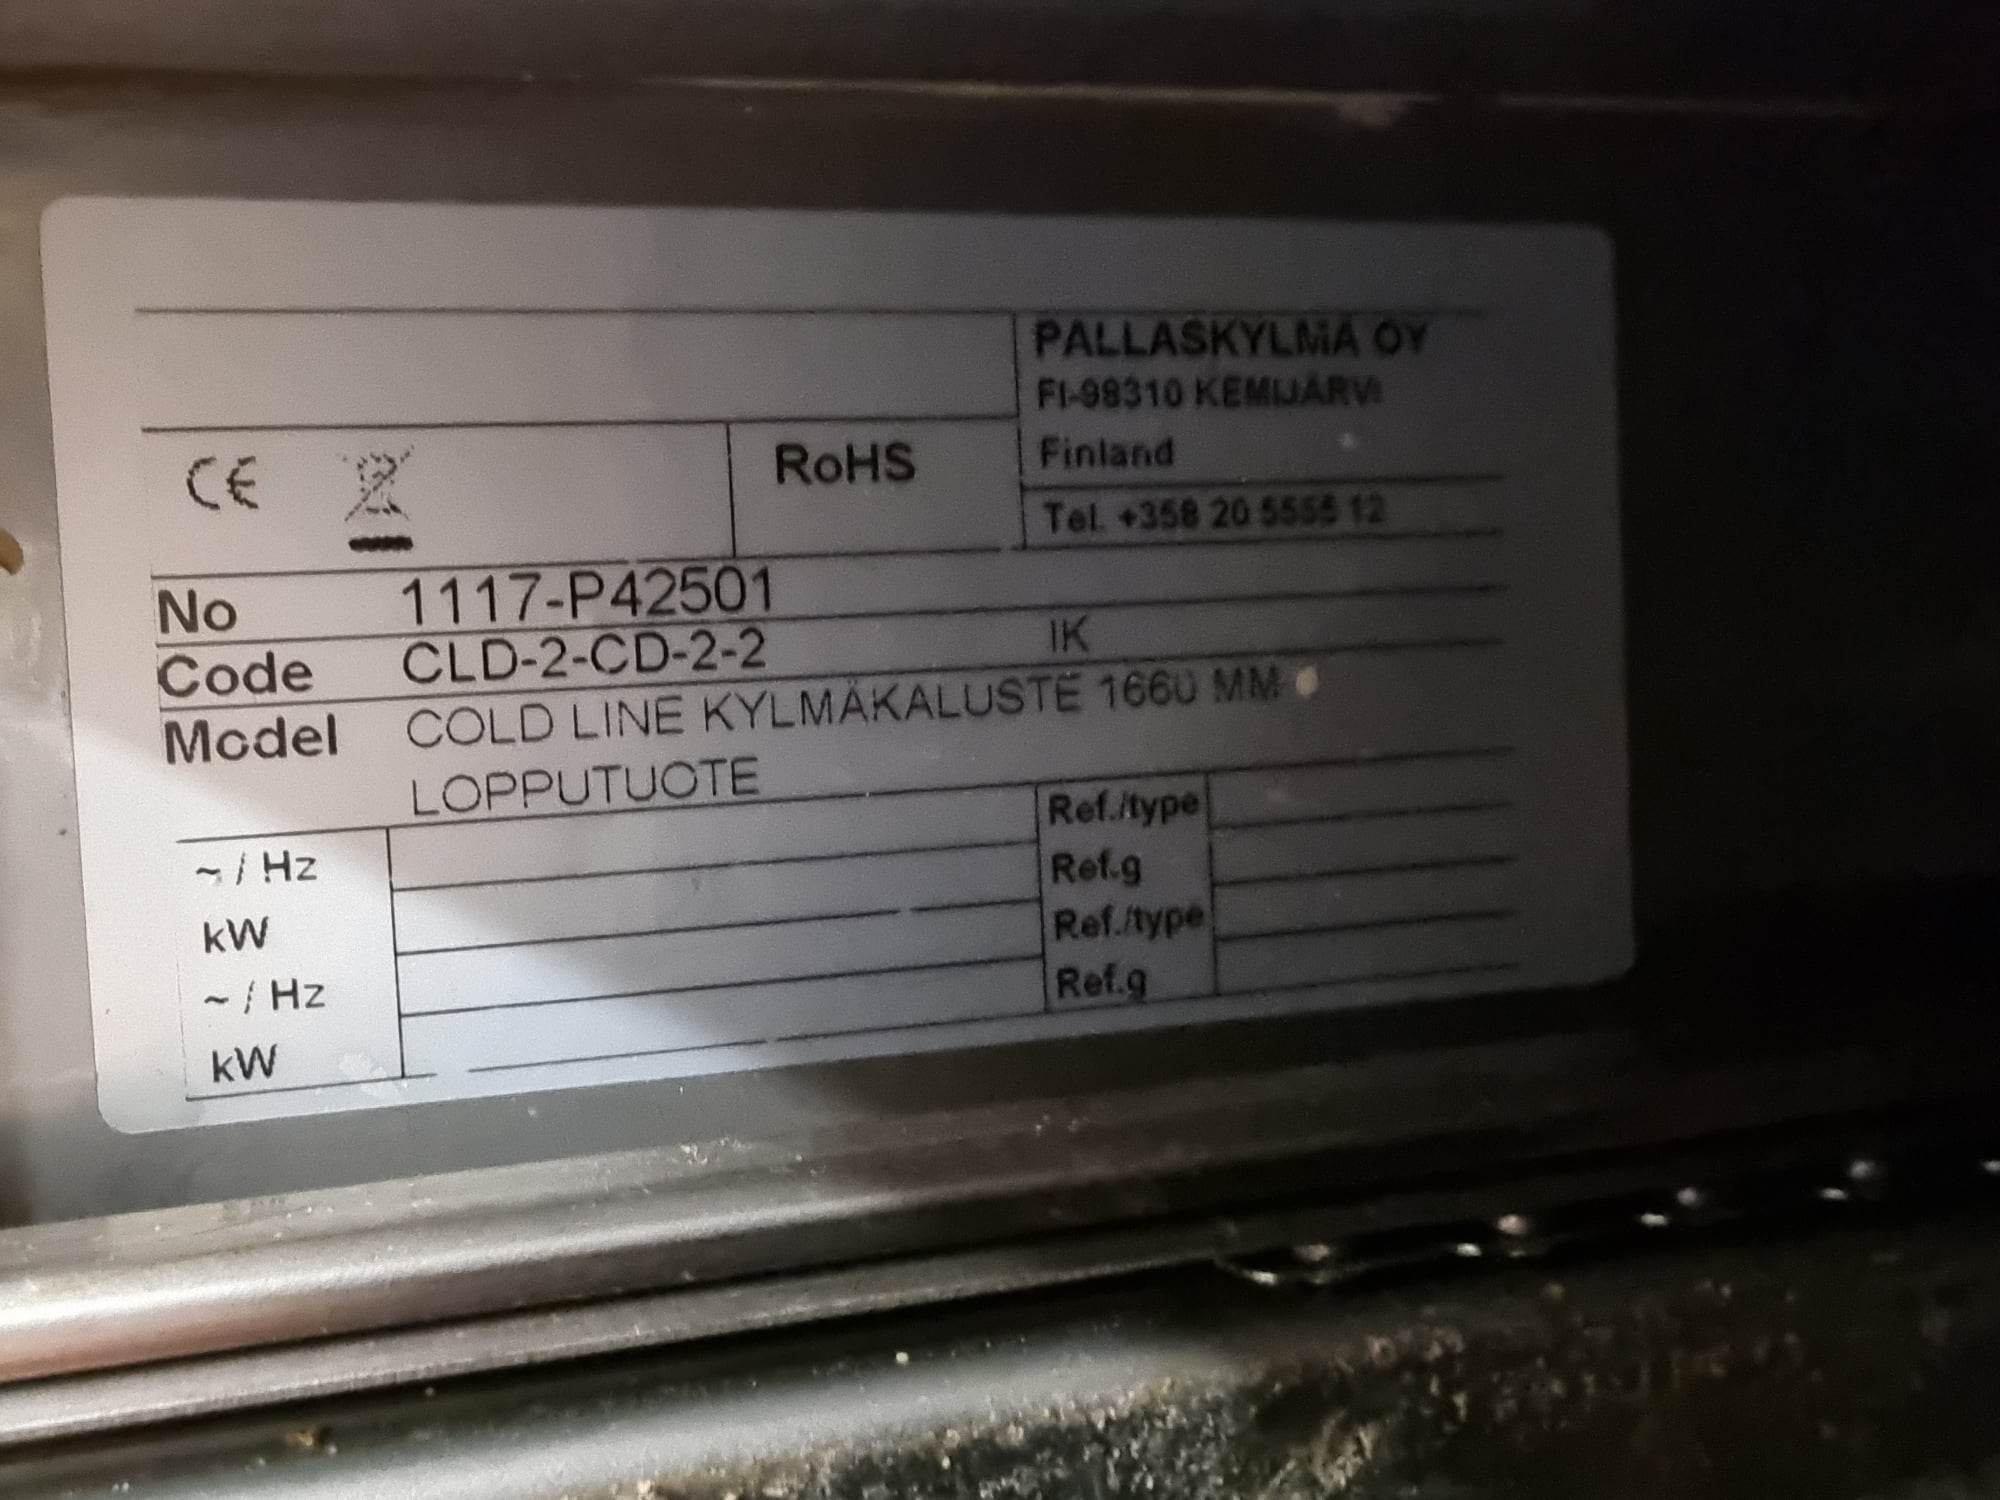 PALLASKYLMÄ OY
FI-98310 KEMIJÄRVI
Finland
Tel. +358 20 5555 12
CE
RoHS
No 1117-P42501
Code CLD-2-CD-2-2 IK
Model COLD LINE KYLMÄKALUSTE 1660 MM
LOPPUTUOTE
~ / Hz Ref./type
kW Ref.g
~ / Hz Ref./type
kW Ref.g